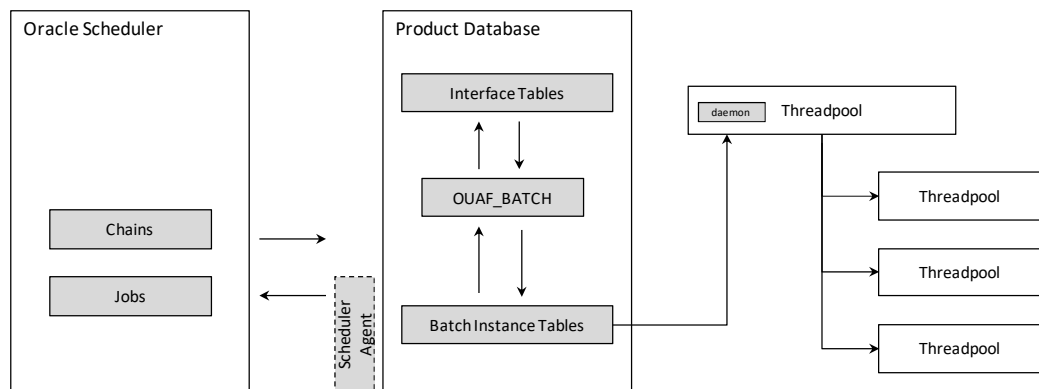 Oracle Scheduler
Chains
Jobs
Scheduler
Agent
Product Database
Interface Tables
OUAF_BATCH
Batch Instance Tables
daemon
Threadpool
Threadpool
Threadpool
Threadpool